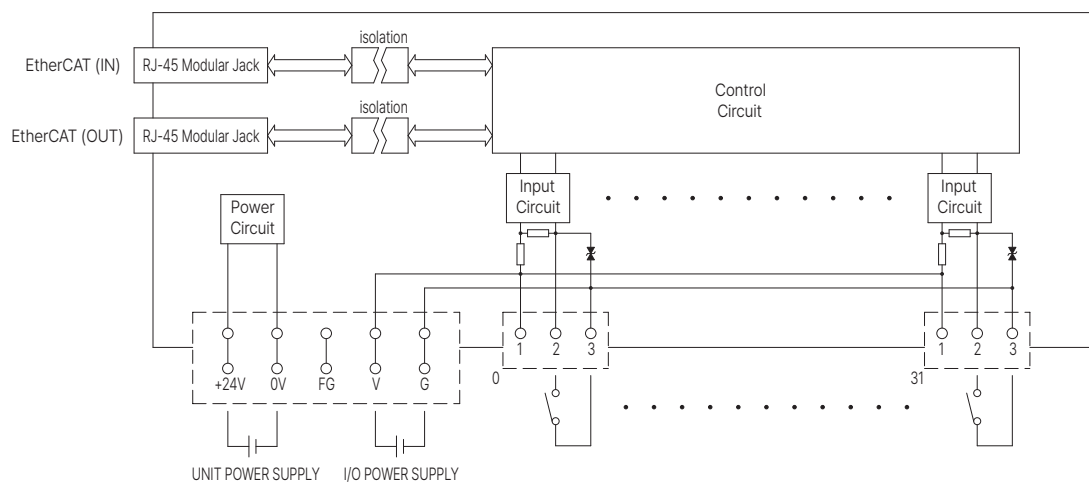 isolation
EtherCAT (IN)
RJ-45 Modular Jack
Control
Circuit
isolation
EtherCAT (OUT)
RJ-45 Modular Jack
Input
Circuit
Input
Circuit
Power
Circuit
1 2 3
1 2 3
+24V 0V FG V G
0
31
UNIT POWER SUPPLY
I/O POWER SUPPLY